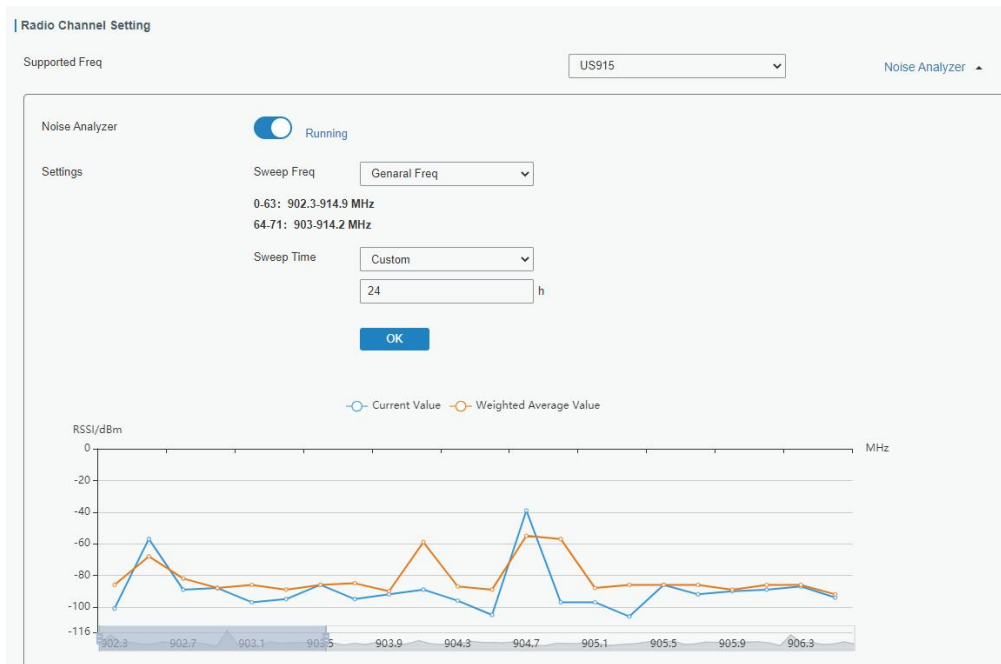 Radio Channel Setting
Supported Freq
US915
Noise Analyzer
Noise Analyzer
Running
Settings
Sweep Freq
Genaral Freq
0-63: 902.3-914.9 MHz
64-71: 903-914.2 MHz
Sweep Time
Custom
24
h
OK
Current Value
Weighted Average Value
RSSI/dBm
MHz
0
-20
-40
-60
-80
-100
-116
902.3 902.7 903.1 903.5 903.9 904.3 904.7 905.1 905.5 905.9 906.3